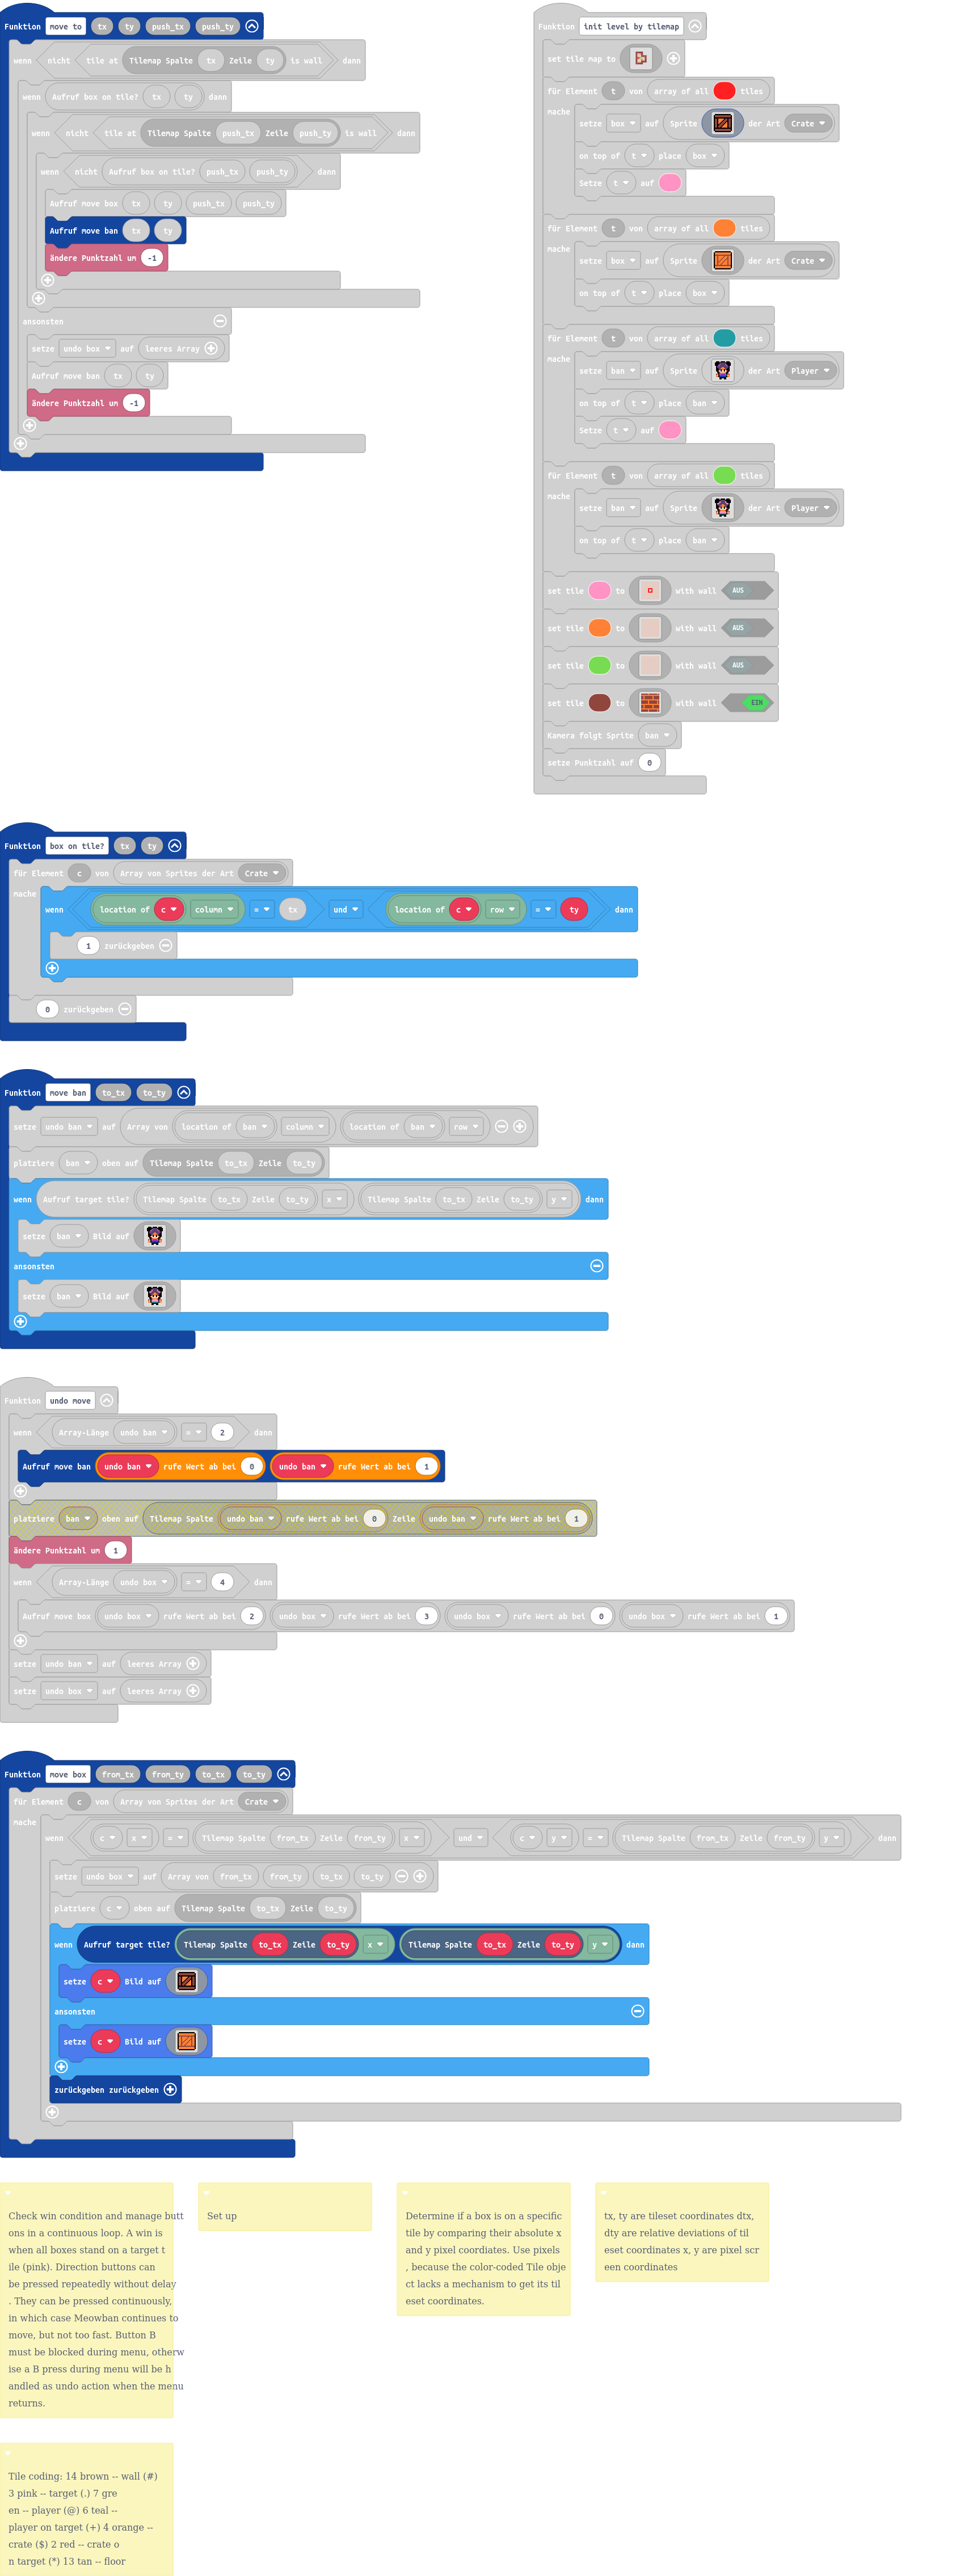 Funktion move to tx ty push_tx push_ty
wenn nicht tile at Tilemap Spalte tx Zeile ty is wall dann
wenn Aufruf box on tile? tx ty dann
wenn nicht tile at Tilemap Spalte push_tx Zeile push_ty is wall dann
wenn nicht Aufruf box on tile? push_tx push_ty dann
Aufruf move box tx ty push_tx push_ty
Aufruf move ban tx ty
ändere Punktzahl um -1
ansonsten
setze undo box auf leeres Array
Aufruf move ban tx ty
ändere Punktzahl um -1
Funktion init level by tilemap
set tile map to
für Element t von array of all tiles
mache
setze box auf Sprite der Art Crate
on top of t place box
Setze t auf
für Element t von array of all tiles
mache
setze box auf Sprite der Art Crate
on top of t place box
für Element t von array of all tiles
mache
setze ban auf Sprite der Art Player
on top of t place ban
Setze t auf
für Element t von array of all tiles
mache
setze ban auf Sprite der Art Player
on top of t place ban
set tile to with wall AUS
set tile to with wall AUS
set tile to with wall AUS
set tile to with wall EIN
Kamera folgt Sprite ban
setze Punktzahl auf 0
Funktion box on tile? tx ty
für Element c von Array von Sprites der Art Crate
mache
wenn location of c column = tx und location of c row = ty dann
1 zurückgeben
0 zurückgeben
Funktion move ban to_tx to_ty
setze undo ban auf Array von location of ban column location of ban row
platziere ban oben auf Tilemap Spalte to_tx Zeile to_ty
wenn Aufruf target tile? Tilemap Spalte to_tx Zeile to_ty x Tilemap Spalte to_tx Zeile to_ty y dann
setze ban Bild auf
ansonsten
setze ban Bild auf
Funktion undo move
wenn Array-Länge undo ban = 2 dann
Aufruf move ban undo ban rufe Wert ab bei 0 undo ban rufe Wert ab bei 1
platziere ban oben auf Tilemap Spalte undo ban rufe Wert ab bei 0 Zeile undo ban rufe Wert ab bei 1
ändere Punktzahl um 1
wenn Array-Länge undo box = 4 dann
Aufruf move box undo box rufe Wert ab bei 2 undo box rufe Wert ab bei 3 undo box rufe Wert ab bei 0 undo box rufe Wert ab bei 1
setze undo ban auf leeres Array
setze undo box auf leeres Array
Funktion move box from_tx from_ty to_tx to_ty
für Element c von Array von Sprites der Art Crate
mache
wenn c x = Tilemap Spalte from_tx Zeile from_ty x und c y = Tilemap Spalte from_tx Zeile from_ty y dann
setze undo box auf Array von from_tx from_ty to_tx to_ty
platziere c oben auf Tilemap Spalte to_tx Zeile to_ty
wenn Aufruf target tile? Tilemap Spalte to_tx Zeile to_ty x Tilemap Spalte to_tx Zeile to_ty y dann
setze c Bild auf
ansonsten
setze c Bild auf
zurückgeben zurückgeben
Check win condition and manage butt
ons in a continuous loop. A win is
when all boxes stand on a target t
ile (pink). Direction buttons can
be pressed repeatedly without delay
. They can be pressed continuously,
in which case Meowban continues to
move, but not too fast. Button B
must be blocked during menu, otherw
ise a B press during menu will be h
andled as undo action when the menu
returns.
Set up
Determine if a box is on a specific
tile by comparing their absolute x
and y pixel coordiates. Use pixels
, because the color-coded Tile obje
ct lacks a mechanism to get its til
eset coordinates.
tx, ty are tileset coordinates dtx,
dty are relative deviations of til
eset coordinates x, y are pixel scr
een coordinates
Tile coding: 14 brown -- wall (#)
3 pink -- target (.) 7 gre
en -- player (@) 6 teal --
player on target (+) 4 orange --
crate ($) 2 red -- crate o
n target (*) 13 tan -- floor